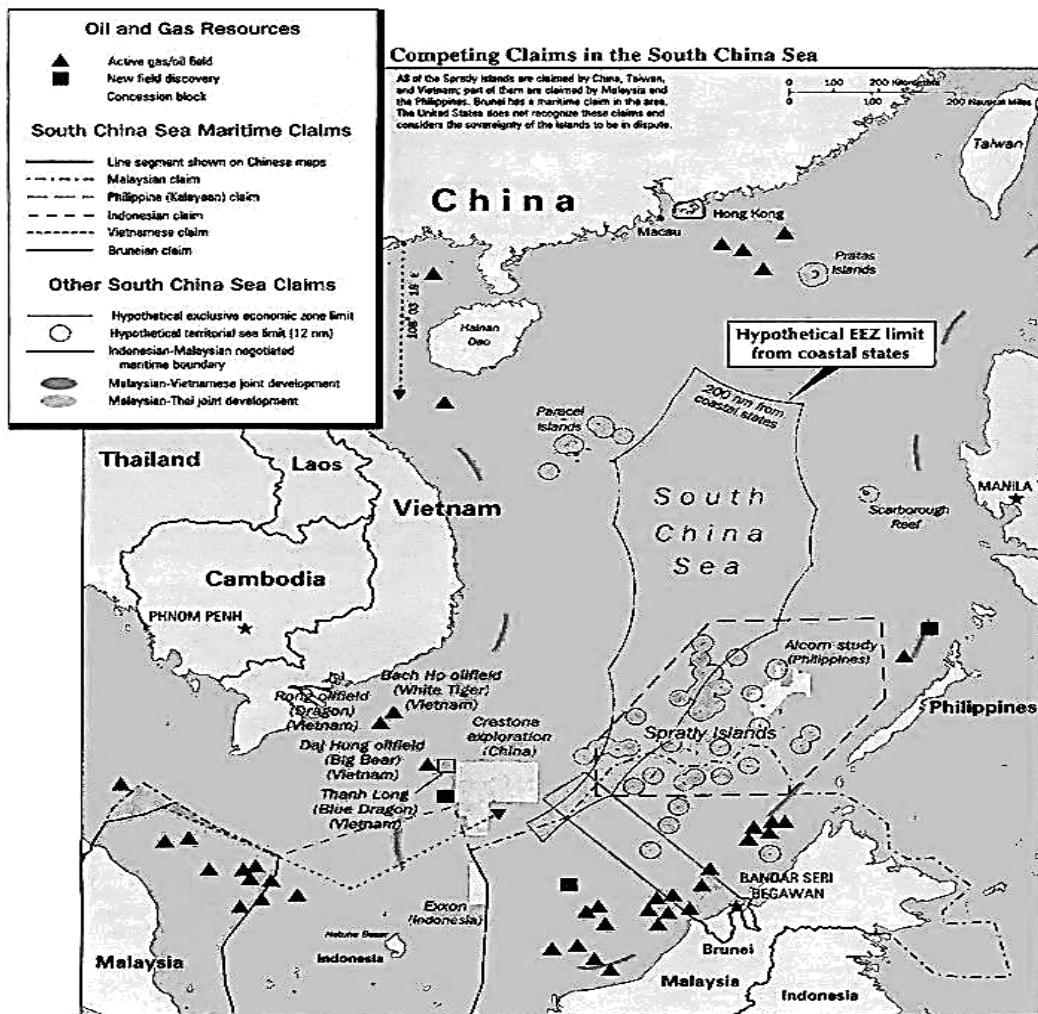 Oil and Gas Resources
Active gas/oil field
New field discovery
Concession block
South China Sea Maritime Claims
Line segment shown on Chinese maps
Malaysian claim
Philippine (Kalayaan) claim
Indonesian claim
Vietnamese claim
Bruneian claim
Other South China Sea Claims
Hypothetical exclusive economic zone limit
Hypothetical territorial sea limit (12 nm)
Indonesian-Malaysian negotiated
maritime boundary
Malaysian-Vietnamese joint development
Malaysian-Thai joint development
Competing Claims in the South China Sea
All of the Spratly Islands are claimed by China, Taiwan,
and Vietnam; part of them are claimed by Malaysia and
the Philippines. Brunei has a maritime claim in the area.
The United States does not recognize these claims and
considers the sovereignty of the islands to be in dispute.
0 100 200 Kilometers
0 100 200 Nautical Miles
Taiwan
China
Hong Kong
Macau
Pratas
Islands
108° 03' 18" E
Hainan
Dao
Hypothetical EEZ limit
from coastal states
200 nm from
coastal states
Paracel
Islands
Thailand
Laos
Vietnam
South
China
Sea
MANILA
Scarborough
Reef
Cambodia
PHNOM PENH
Alcorn study
(Philippines)
Bach Ho oilfield
(White Tiger)
(Vietnam)
Rong oilfield
(Dragon)
(Vietnam)
Crestone
exploration
(China)
Spratly Islands
Philippines
Dai Hung oilfield
(Big Bear)
(Vietnam)
Thanh Long
(Blue Dragon)
(Vietnam)
BANDAR SERI
BEGAWAN
Exxon
(Indonesia)
Natuna Besar
Indonesia
Brunei
Malaysia
Malaysia
Indonesia